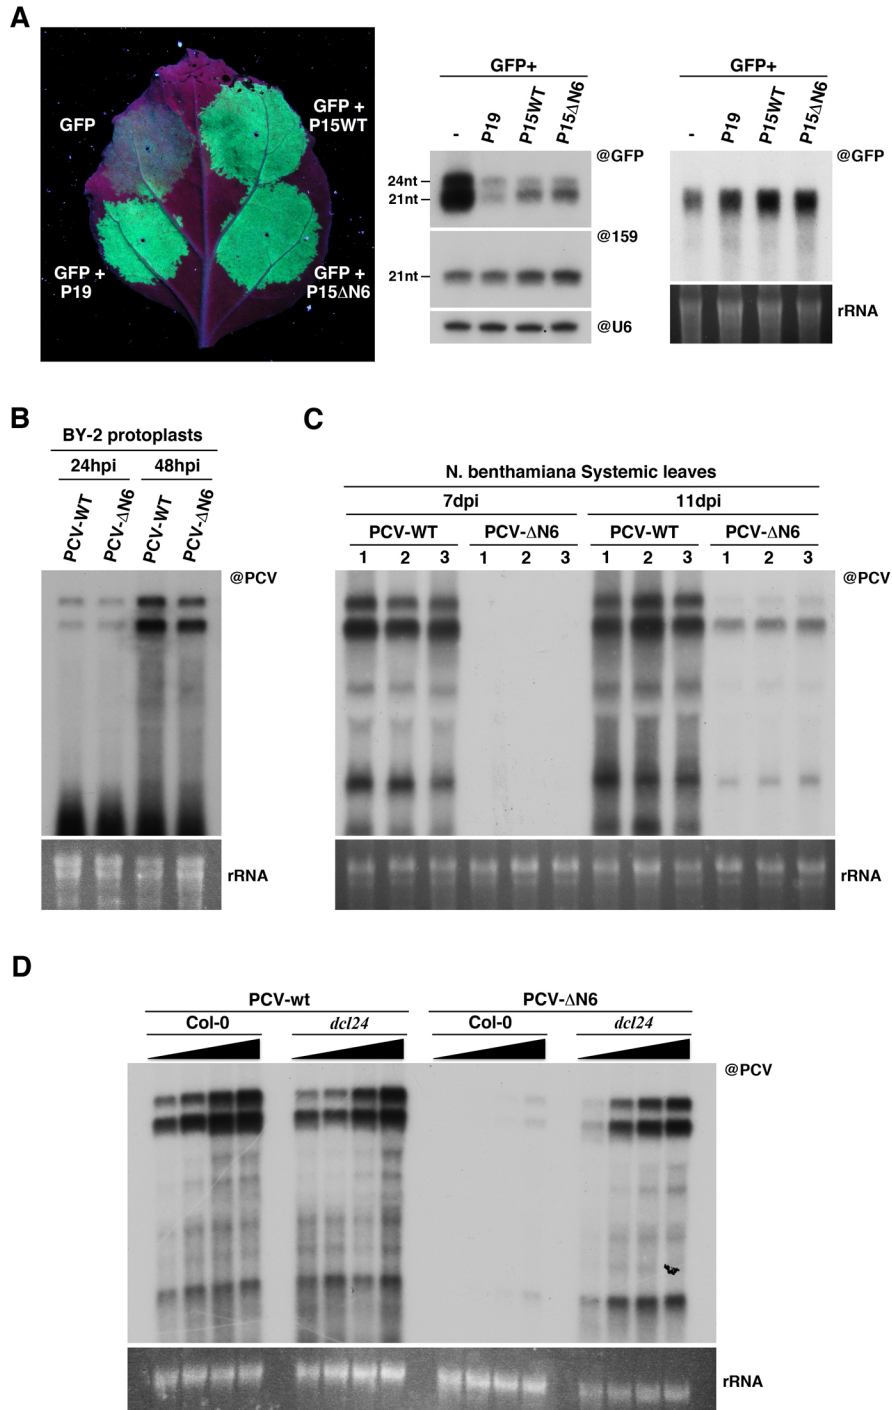 A
GFP
GFP +
P15WT
GFP +
P19
GFP +
P15ΔN6
GFP+
- P19 P15WT P15ΔN6
@GFP
24nt
21nt
@159
21nt
@U6
GFP+
- P19 P15WT P15ΔN6
@GFP
rRNA
B
BY-2 protoplasts
24hpi 48hpi
PCV-WT PCV-ΔN6 PCV-WT PCV-ΔN6
@PCV
rRNA
C
N. benthamiana Systemic leaves
7dpi 11dpi
PCV-WT PCV-ΔN6 PCV-WT PCV-ΔN6
1 2 3 1 2 3 1 2 3 1 2 3
@PCV
rRNA
D
PCV-wt PCV-ΔN6
Col-0 dcl24 Col-0 dcl24
@PCV
rRNA